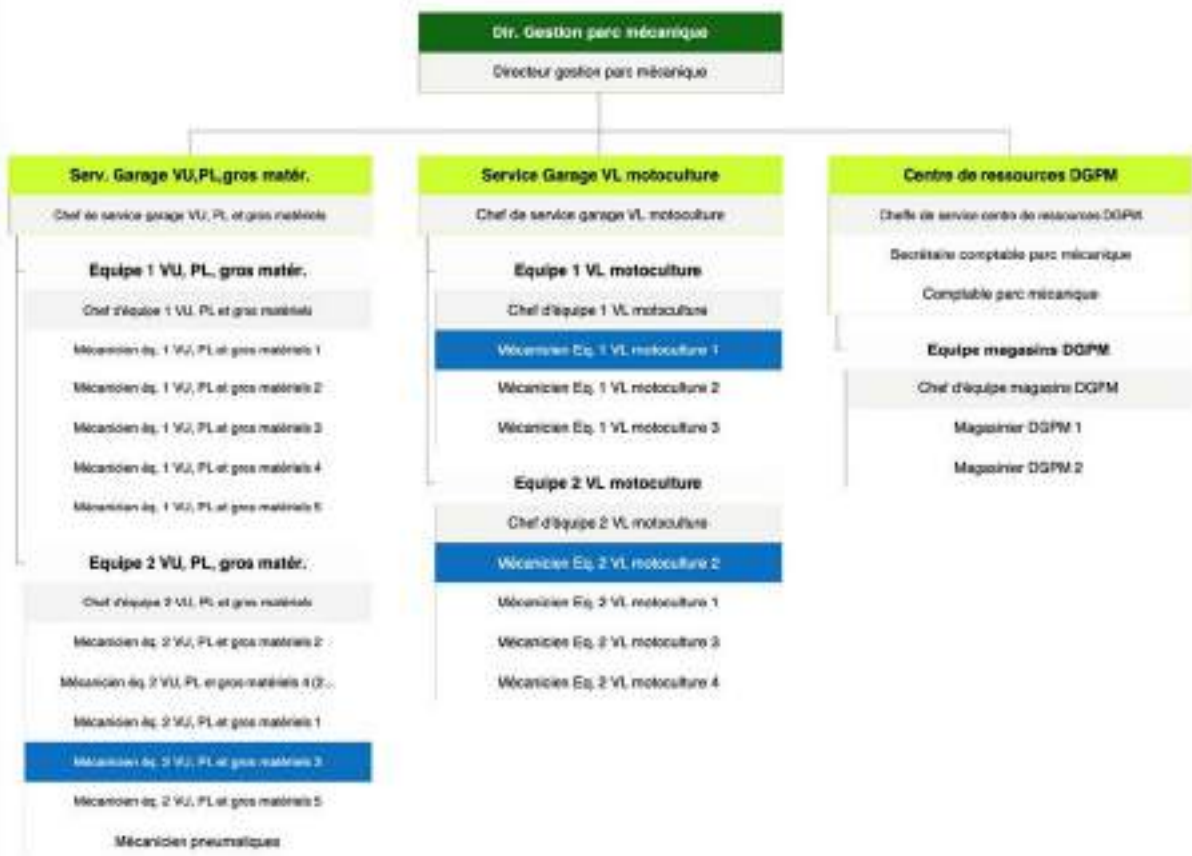 Dir. Gestion parc mécanique
Directeur gestion parc mécanique
Serv. Garage VU,PL,gros matér.
Chef de service garage VU, PL et gros matériels
Equipe 1 VU, PL, gros matér.
Chef d'équipe 1 VU, PL et gros matériels
Mécanicien éq. 1 VU, PL et gros matériels 1
Mécanicien éq. 1 VU, PL et gros matériels 2
Mécanicien éq. 1 VU, PL et gros matériels 3
Mécanicien éq. 1 VU, PL et gros matériels 4
Mécanicien éq. 1 VU, PL et gros matériels 5
Equipe 2 VU, PL, gros matér.
Chef d'équipe 2 VU, PL et gros matériels
Mécanicien éq. 2 VU, PL et gros matériels 2
Mécanicien éq. 2 VU, PL et gros matériels 4 (2...
Mécanicien éq. 2 VU, PL et gros matériels 1
Mécanicien éq. 2 VU, PL et gros matériels 3
Mécanicien éq. 2 VU, PL et gros matériels 5
Mécanicien pneumatiques
Service Garage VL motoculture
Chef de service garage VL motoculture
Equipe 1 VL motoculture
Chef d'équipe 1 VL motoculture
Mécanicien Eq. 1 VL motoculture 1
Mécanicien Eq. 1 VL motoculture 2
Mécanicien Eq. 1 VL motoculture 3
Equipe 2 VL motoculture
Chef d'équipe 2 VL motoculture
Mécanicien Eq. 2 VL motoculture 2
Mécanicien Eq. 2 VL motoculture 1
Mécanicien Eq. 2 VL motoculture 3
Mécanicien Eq. 2 VL motoculture 4
Centre de ressources DGPM
Cheffe de service centre de ressources DGPM
Secrétaire comptable parc mécanique
Comptable parc mécanique
Equipe magasins DGPM
Chef d'équipe magasins DGPM
Magasinier DGPM 1
Magasinier DGPM 2